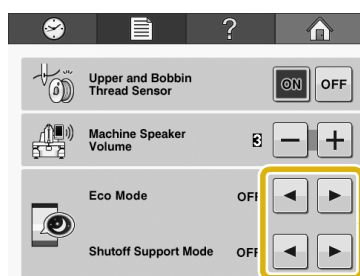 ?
Upper and Bobbin
Thread Sensor
ON OFF
Machine Speaker
Volume
3 − +
Eco Mode OFF
Shutoff Support Mode OFF